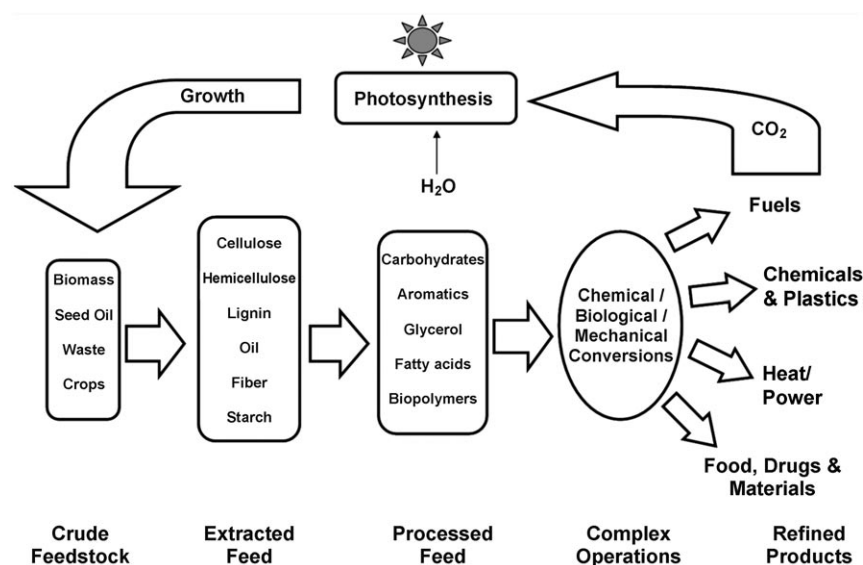 Growth
Photosynthesis
CO₂
H₂O
Fuels
Chemicals
& Plastics
Heat/
Power
Food, Drugs &
Materials
Biomass
Seed Oil
Waste
Crops
Cellulose
Hemicellulose
Lignin
Oil
Fiber
Starch
Carbohydrates
Aromatics
Glycerol
Fatty acids
Biopolymers
Chemical /
Biological /
Mechanical
Conversions
Crude
Feedstock
Extracted
Feed
Processed
Feed
Complex
Operations
Refined
Products